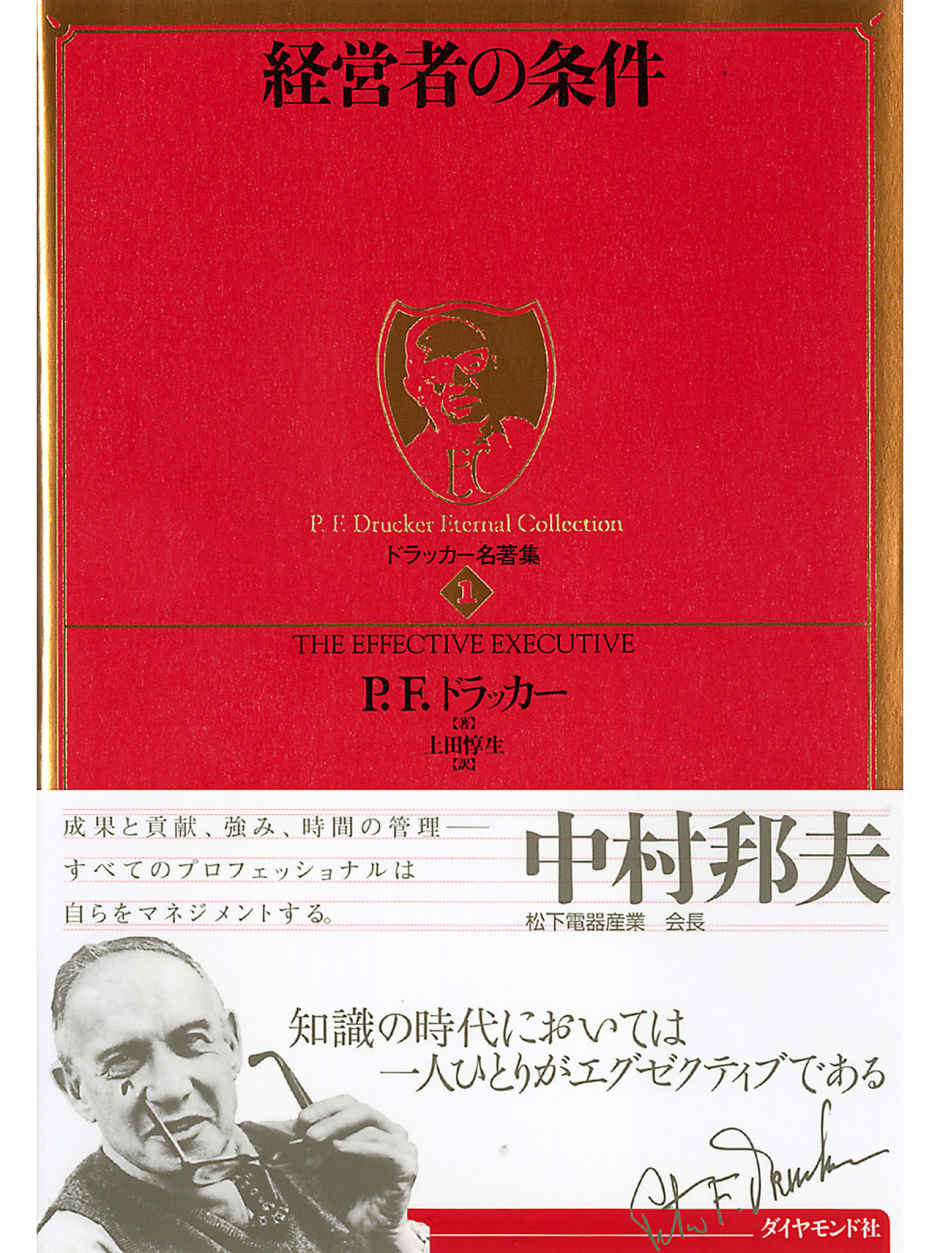 経営者の条件
EC
P. F. Drucker Eternal Collection
ドラッカー名著集
1
THE EFFECTIVE EXECUTIVE
P.F.ドラッカー
【著】
上田惇生
【訳】
成果と貢献、強み、時間の管理——
すべてのプロフェッショナルは
自らをマネジメントする。
中村邦夫
松下電器産業　会長
知識の時代においては
一人ひとりがエグゼクティブである
Peter F. Drucker
ダイヤモンド社